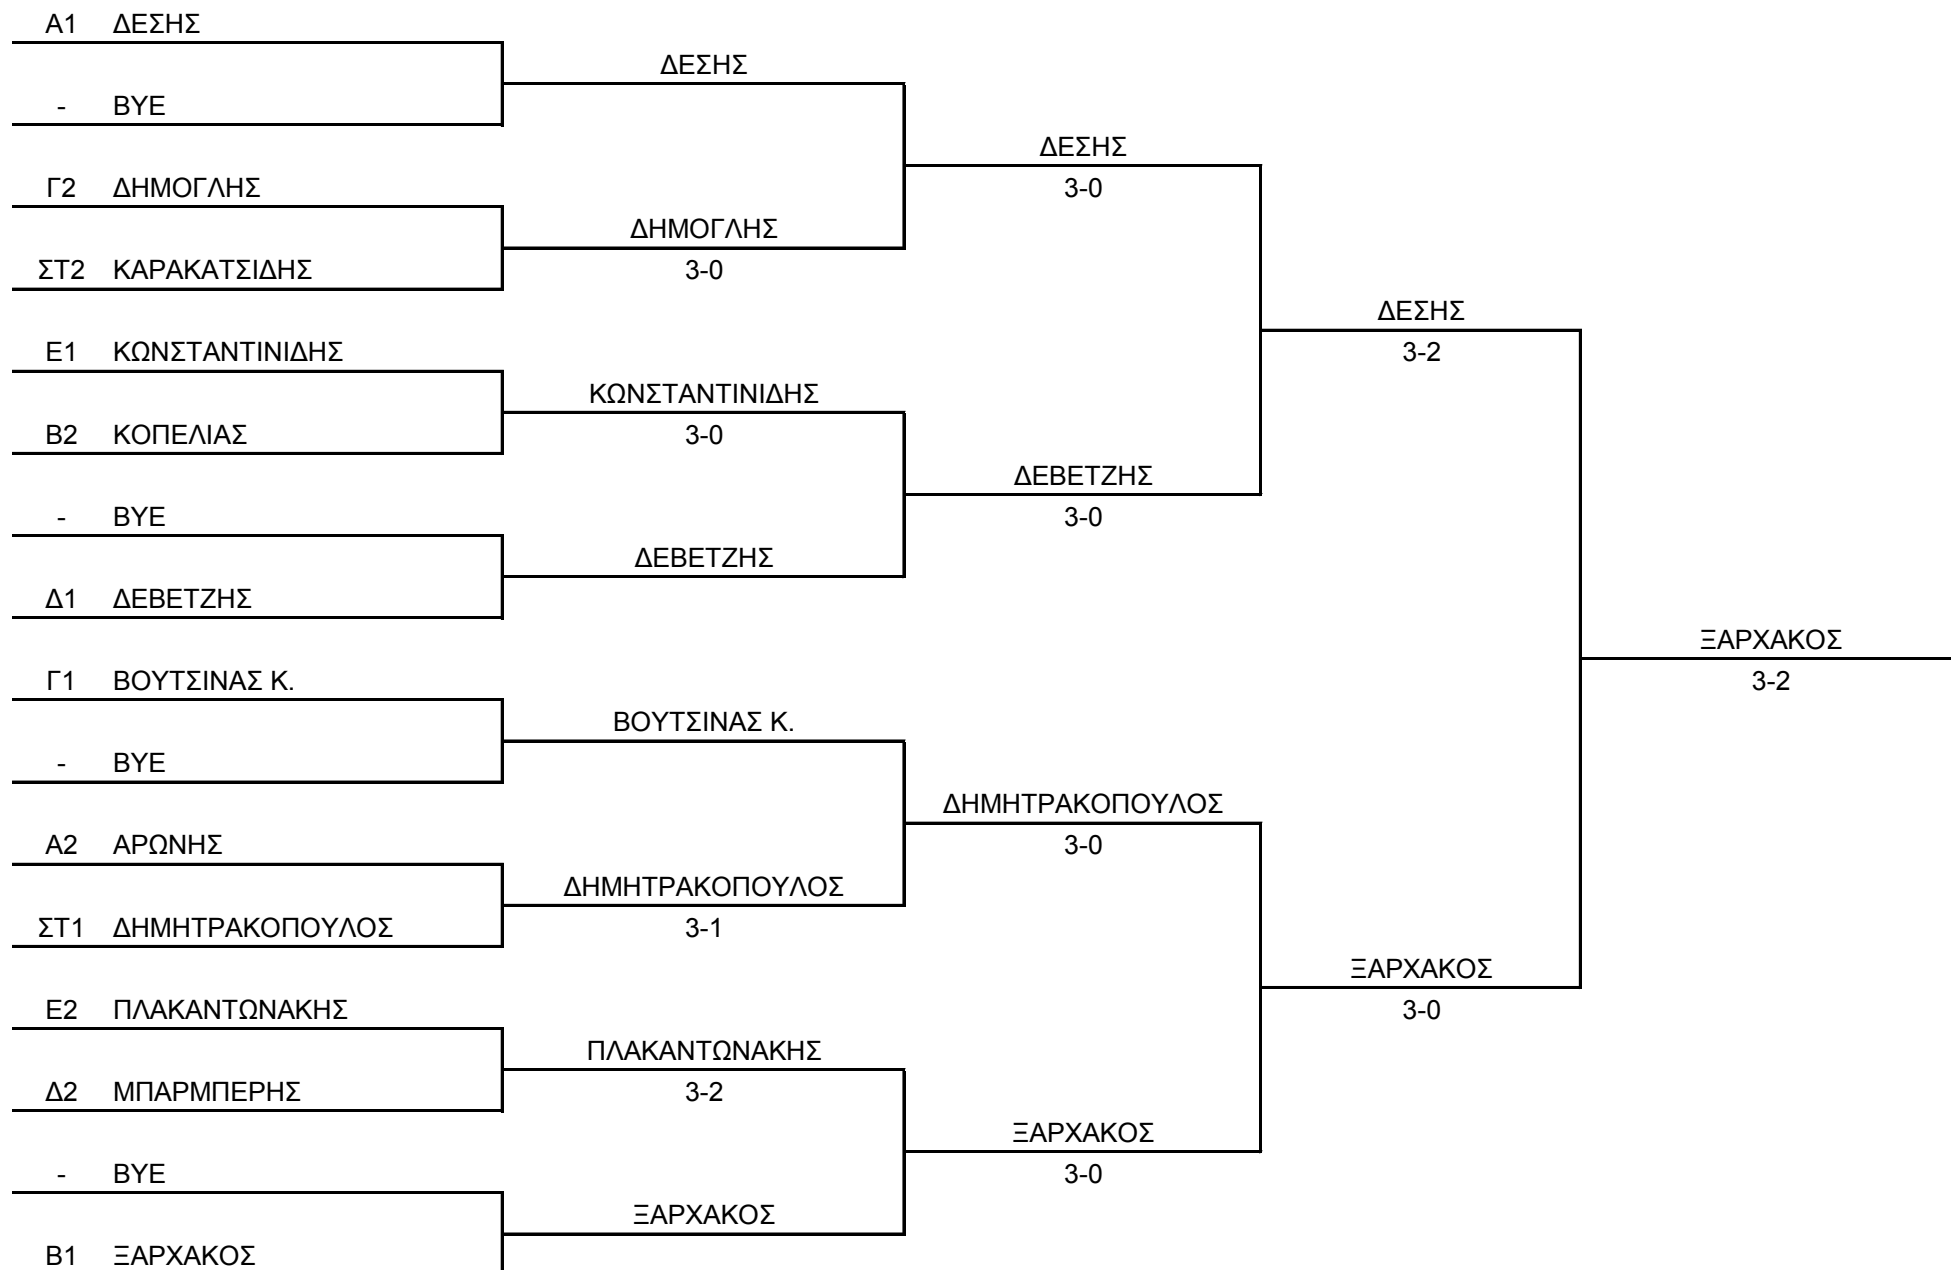 Α1 ΔΕΣΗΣ
ΔΕΣΗΣ
- BYE
ΔΕΣΗΣ
Γ2 ΔΗΜΟΓΛΗΣ
3-0
ΔΗΜΟΓΛΗΣ
ΣΤ2 ΚΑΡΑΚΑΤΣΙΔΗΣ
3-0
ΔΕΣΗΣ
Ε1 ΚΩΝΣΤΑΝΤΙΝΙΔΗΣ
3-2
ΚΩΝΣΤΑΝΤΙΝΙΔΗΣ
Β2 ΚΟΠΕΛΙΑΣ
3-0
ΔΕΒΕΤΖΗΣ
- BYE
3-0
ΔΕΒΕΤΖΗΣ
Δ1 ΔΕΒΕΤΖΗΣ
ΞΑΡΧΑΚΟΣ
Γ1 ΒΟΥΤΣΙΝΑΣ Κ.
3-2
ΒΟΥΤΣΙΝΑΣ Κ.
- BYE
ΔΗΜΗΤΡΑΚΟΠΟΥΛΟΣ
Α2 ΑΡΩΝΗΣ
3-0
ΔΗΜΗΤΡΑΚΟΠΟΥΛΟΣ
ΣΤ1 ΔΗΜΗΤΡΑΚΟΠΟΥΛΟΣ
3-1
ΞΑΡΧΑΚΟΣ
Ε2 ΠΛΑΚΑΝΤΩΝΑΚΗΣ
3-0
ΠΛΑΚΑΝΤΩΝΑΚΗΣ
Δ2 ΜΠΑΡΜΠΕΡΗΣ
3-2
ΞΑΡΧΑΚΟΣ
- BYE
3-0
ΞΑΡΧΑΚΟΣ
Β1 ΞΑΡΧΑΚΟΣ